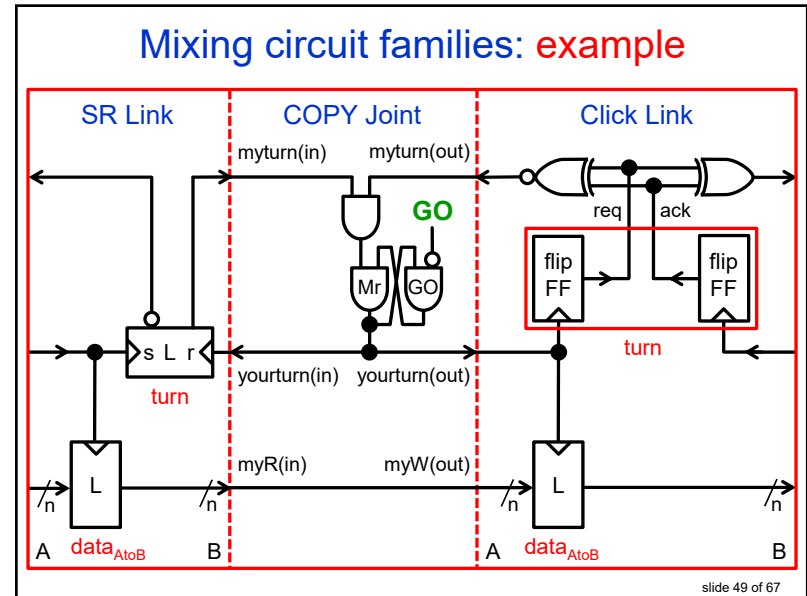 Mixing circuit families: example
SR Link
COPY Joint
Click Link
myturn(in)
myturn(out)
GO
req
ack
Mr
GO
flip
FF
flip
FF
s L r
turn
yourturn(in)
yourturn(out)
turn
L
n
n
myR(in)
myW(out)
n
L
n
A
dataAtoB
B
A
dataAtoB
B
slide 49 of 67